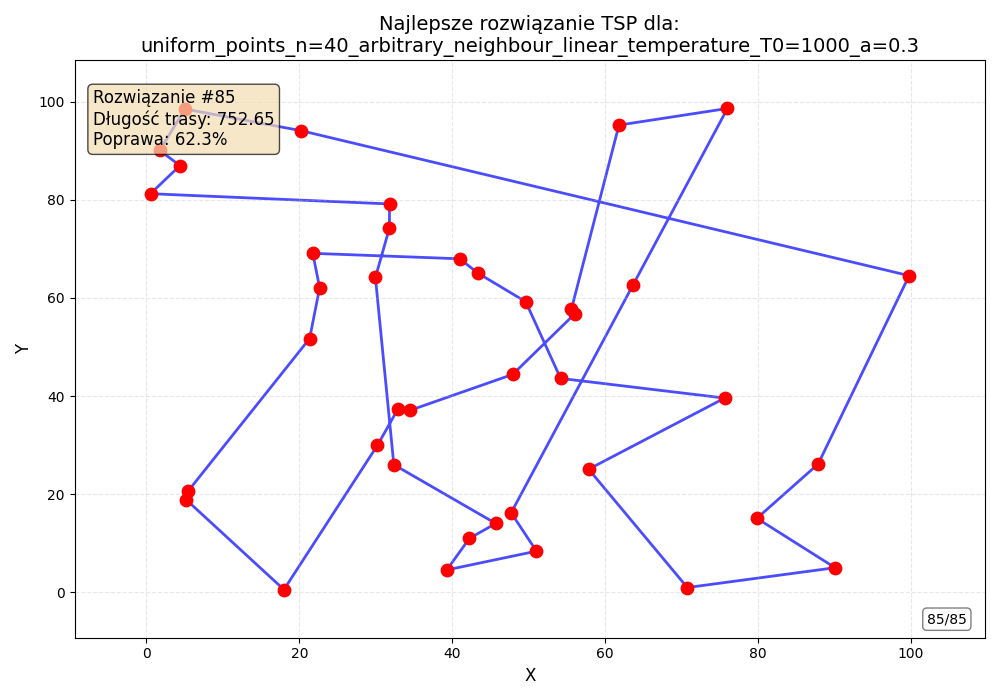 Najlepsze rozwiązanie TSP dla:
uniform_points_n=40_arbitrary_neighbour_linear_temperature_T0=1000_a=0.3
Rozwiązanie #85
Długość trasy: 752.65
Poprawa: 62.3%
100
80
60
40
20
0
Y
85/85
0 20 40 60 80 100
X